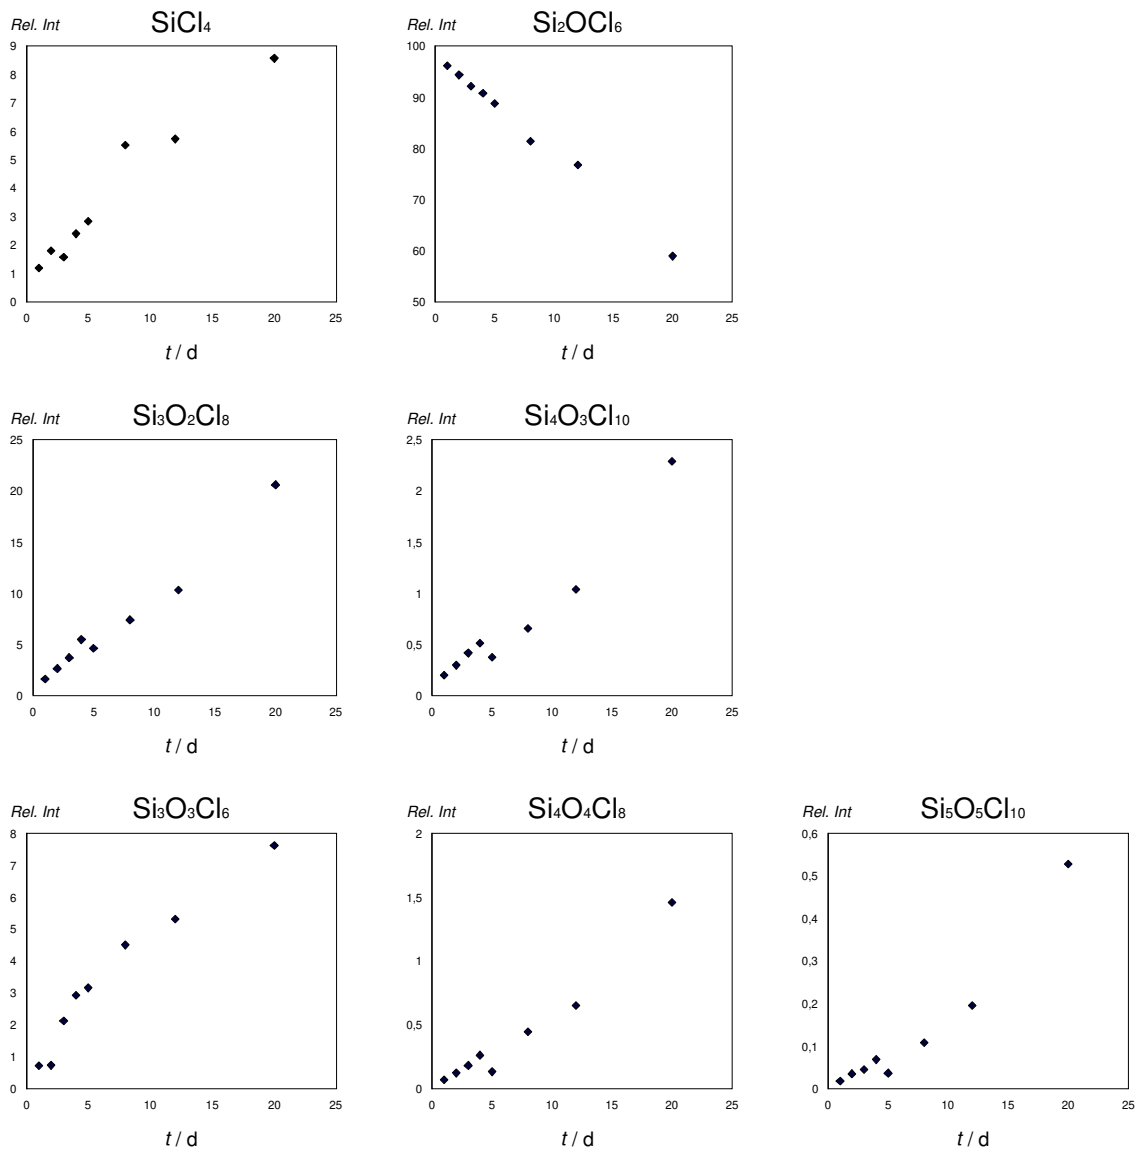 Rel. Int SiCl4
9
8
7
6
5
4
3
2
1
0
0 5 10 15 20 25
t / d
Rel. Int Si2OCl6
100
90
80
70
60
50
0 5 10 15 20 25
t / d
Rel. Int Si3O2Cl8
25
20
15
10
5
0
0 5 10 15 20 25
t / d
Rel. Int Si4O3Cl10
2,5
2
1,5
1
0,5
0
0 5 10 15 20 25
t / d
Rel. Int Si3O3Cl6
8
7
6
5
4
3
2
1
0
0 5 10 15 20 25
t / d
Rel. Int Si4O4Cl8
2
1,5
1
0,5
0
0 5 10 15 20 25
t / d
Rel. Int Si5O5Cl10
0,6
0,5
0,4
0,3
0,2
0,1
0
0 5 10 15 20 25
t / d